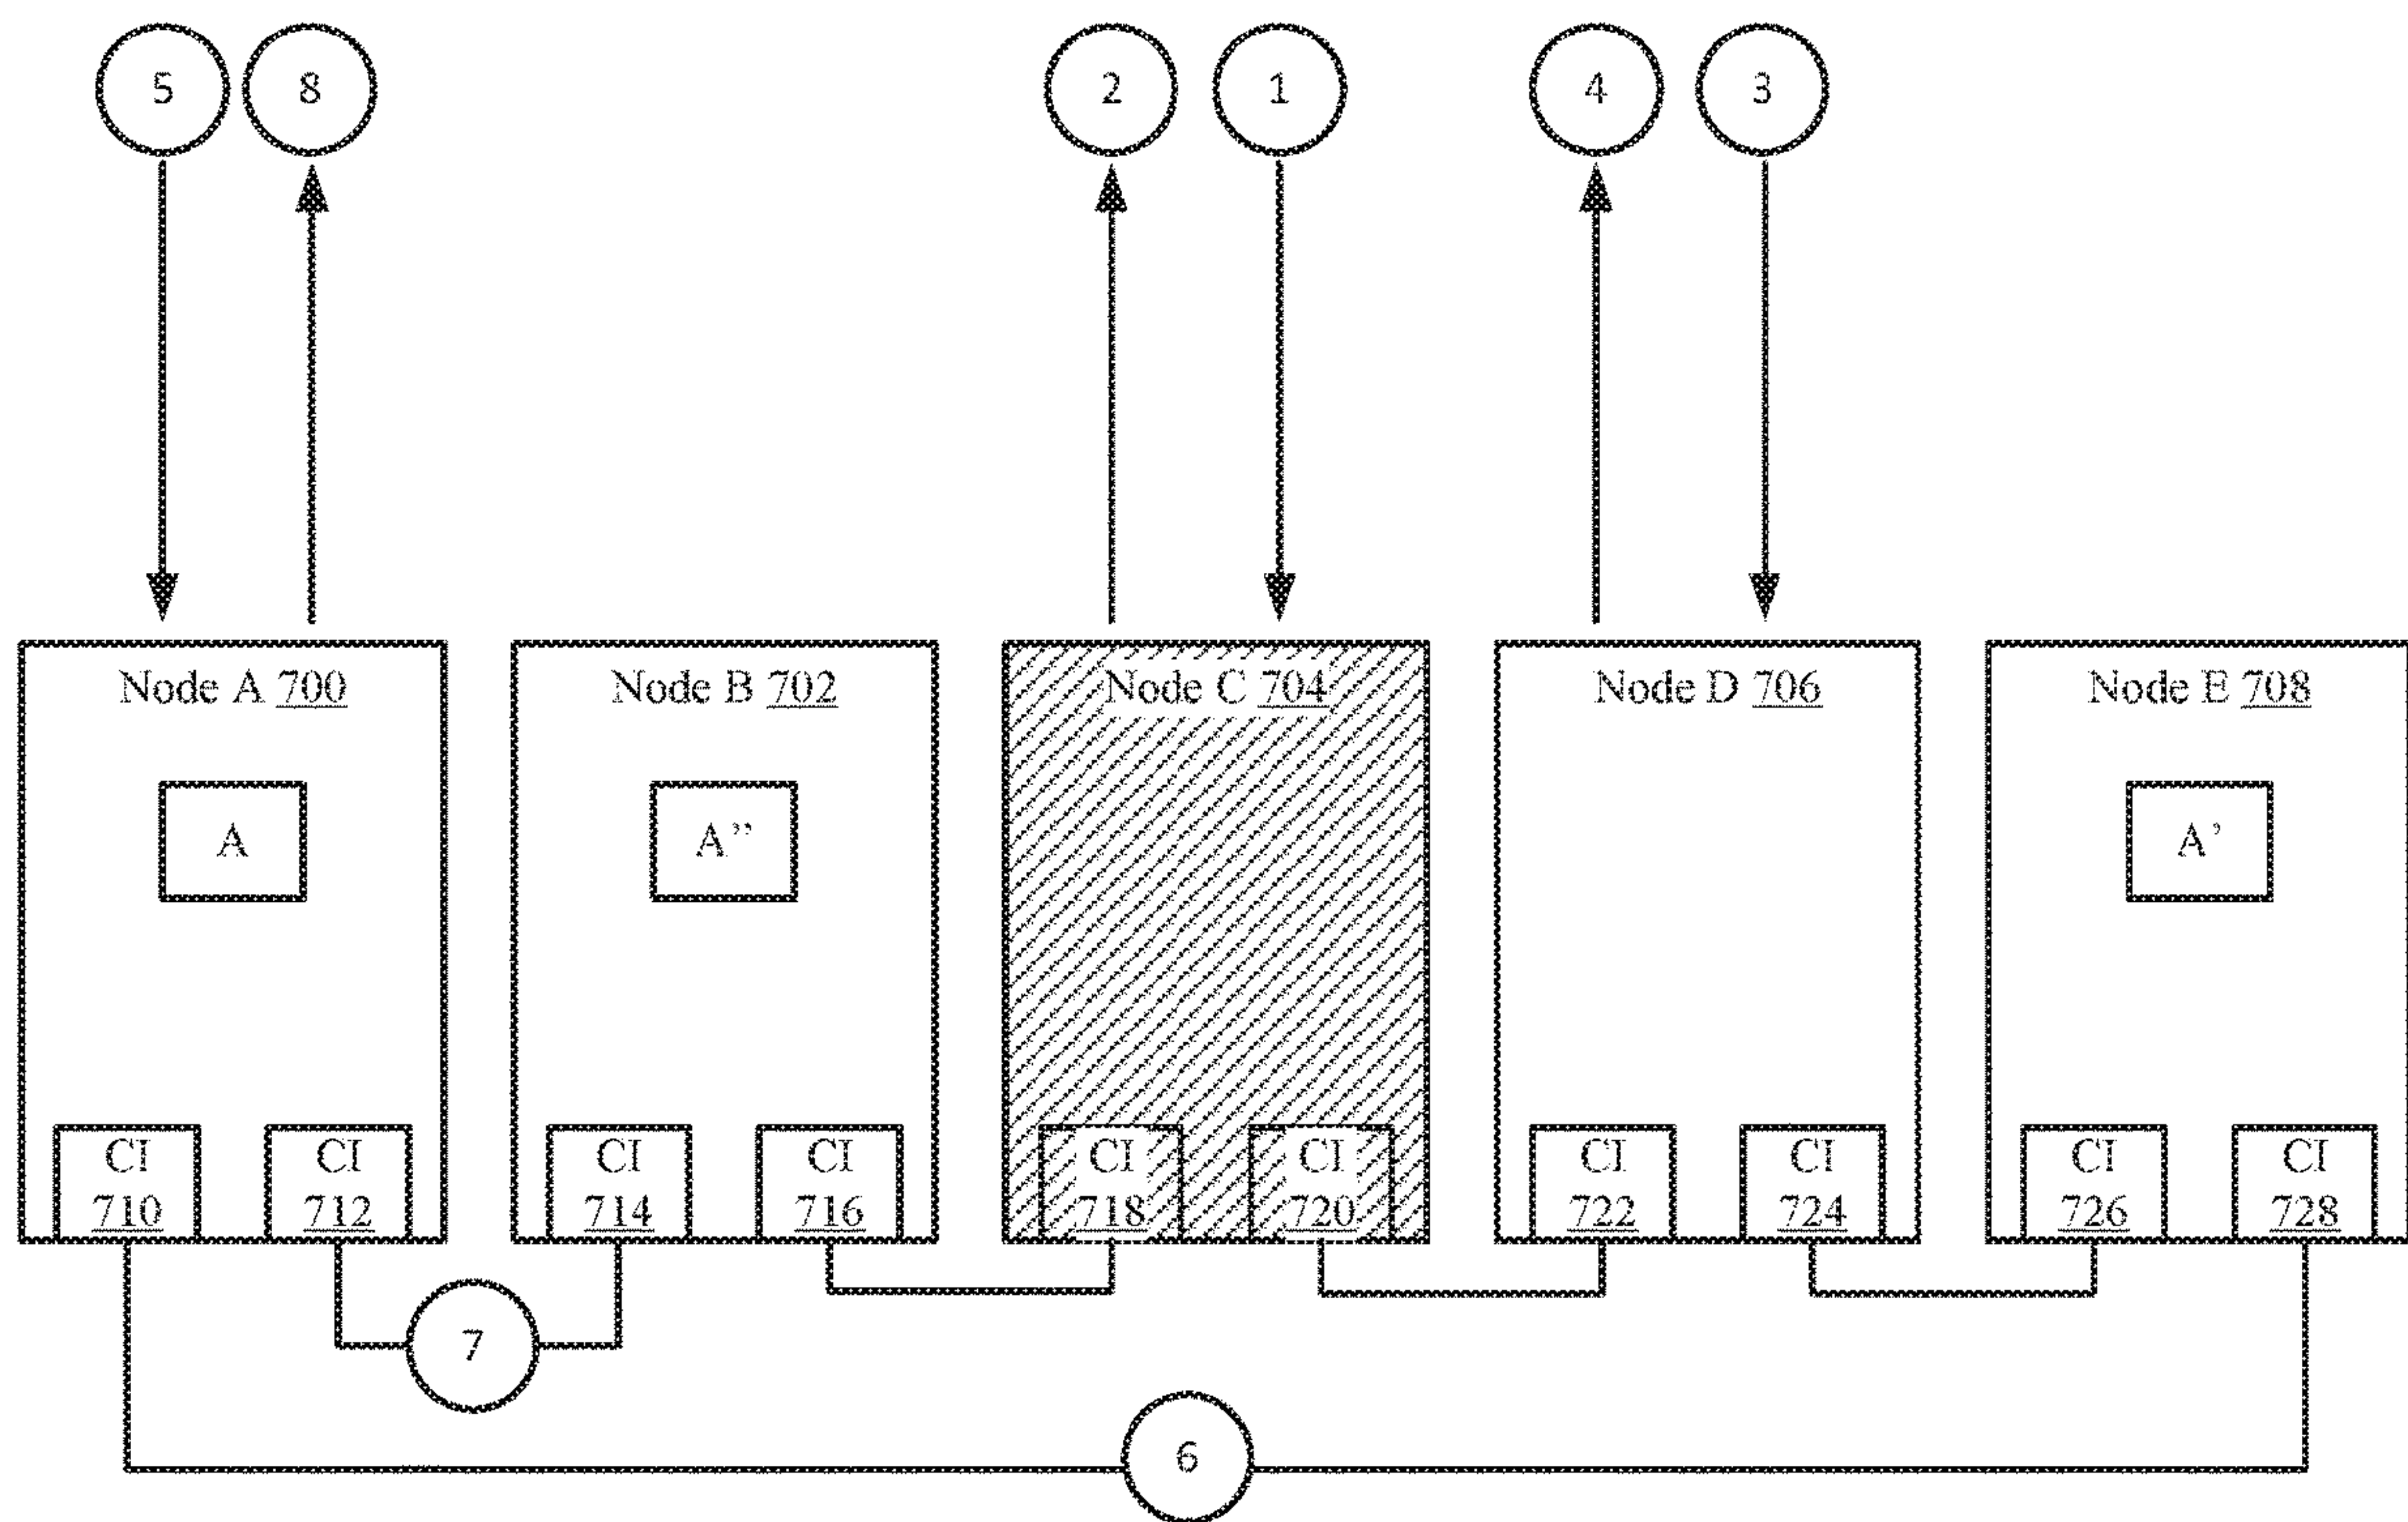 5 8 2 1 4 3
Node A 700 Node B 702 Node C 704 Node D 706 Node E 708
A A’’ A’
CI CI CI CI CI CI CI CI CI CI
710 712 714 716 718 720 722 724 726 728
7
6